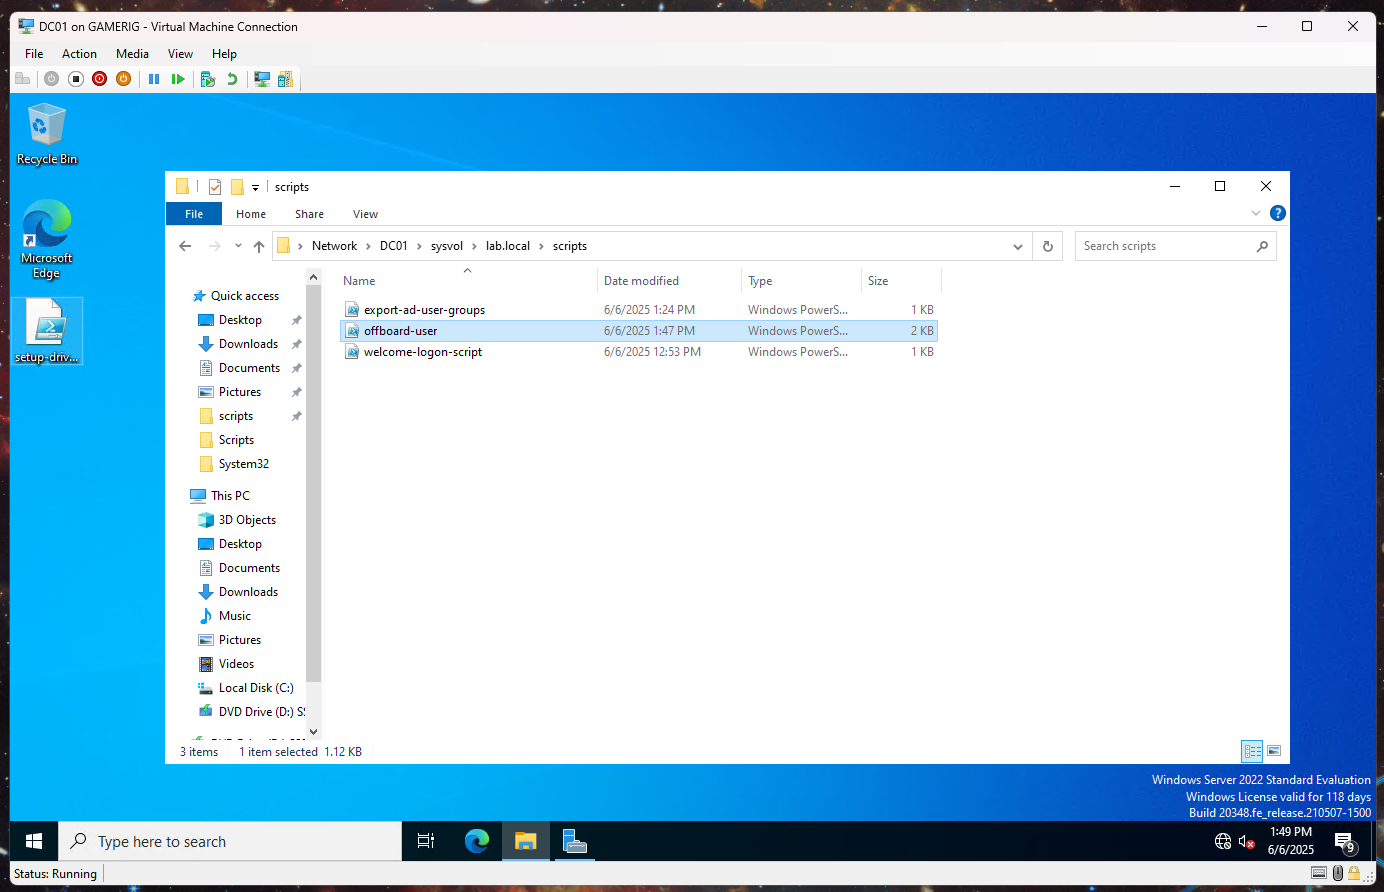 DC01 on GAMERIG - Virtual Machine Connection
File Action Media View Help
Recycle Bin
Microsoft Edge
setup-driv...
scripts
File Home Share View
Network DC01 sysvol lab.local scripts
Search scripts
Name Date modified Type Size
export-ad-user-groups 6/6/2025 1:24 PM Windows PowerS... 1 KB
offboard-user 6/6/2025 1:47 PM Windows PowerS... 2 KB
welcome-logon-script 6/6/2025 12:53 PM Windows PowerS... 1 KB
Quick access
Desktop
Downloads
Documents
Pictures
scripts
Scripts
System32
This PC
3D Objects
Desktop
Documents
Downloads
Music
Pictures
Videos
Local Disk (C:)
DVD Drive (D:) S
3 items 1 item selected 1.12 KB
Windows Server 2022 Standard Evaluation
Windows License valid for 118 days
Build 20348.fe_release.210507-1500
Type here to search
1:49 PM
6/6/2025
9
Status: Running